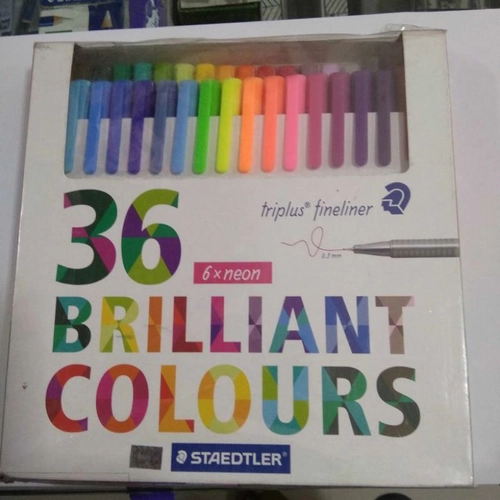 triplus® fineliner
0.3 mm
36
6 x neon
BRILLIANT
COLOURS
STAEDTLER